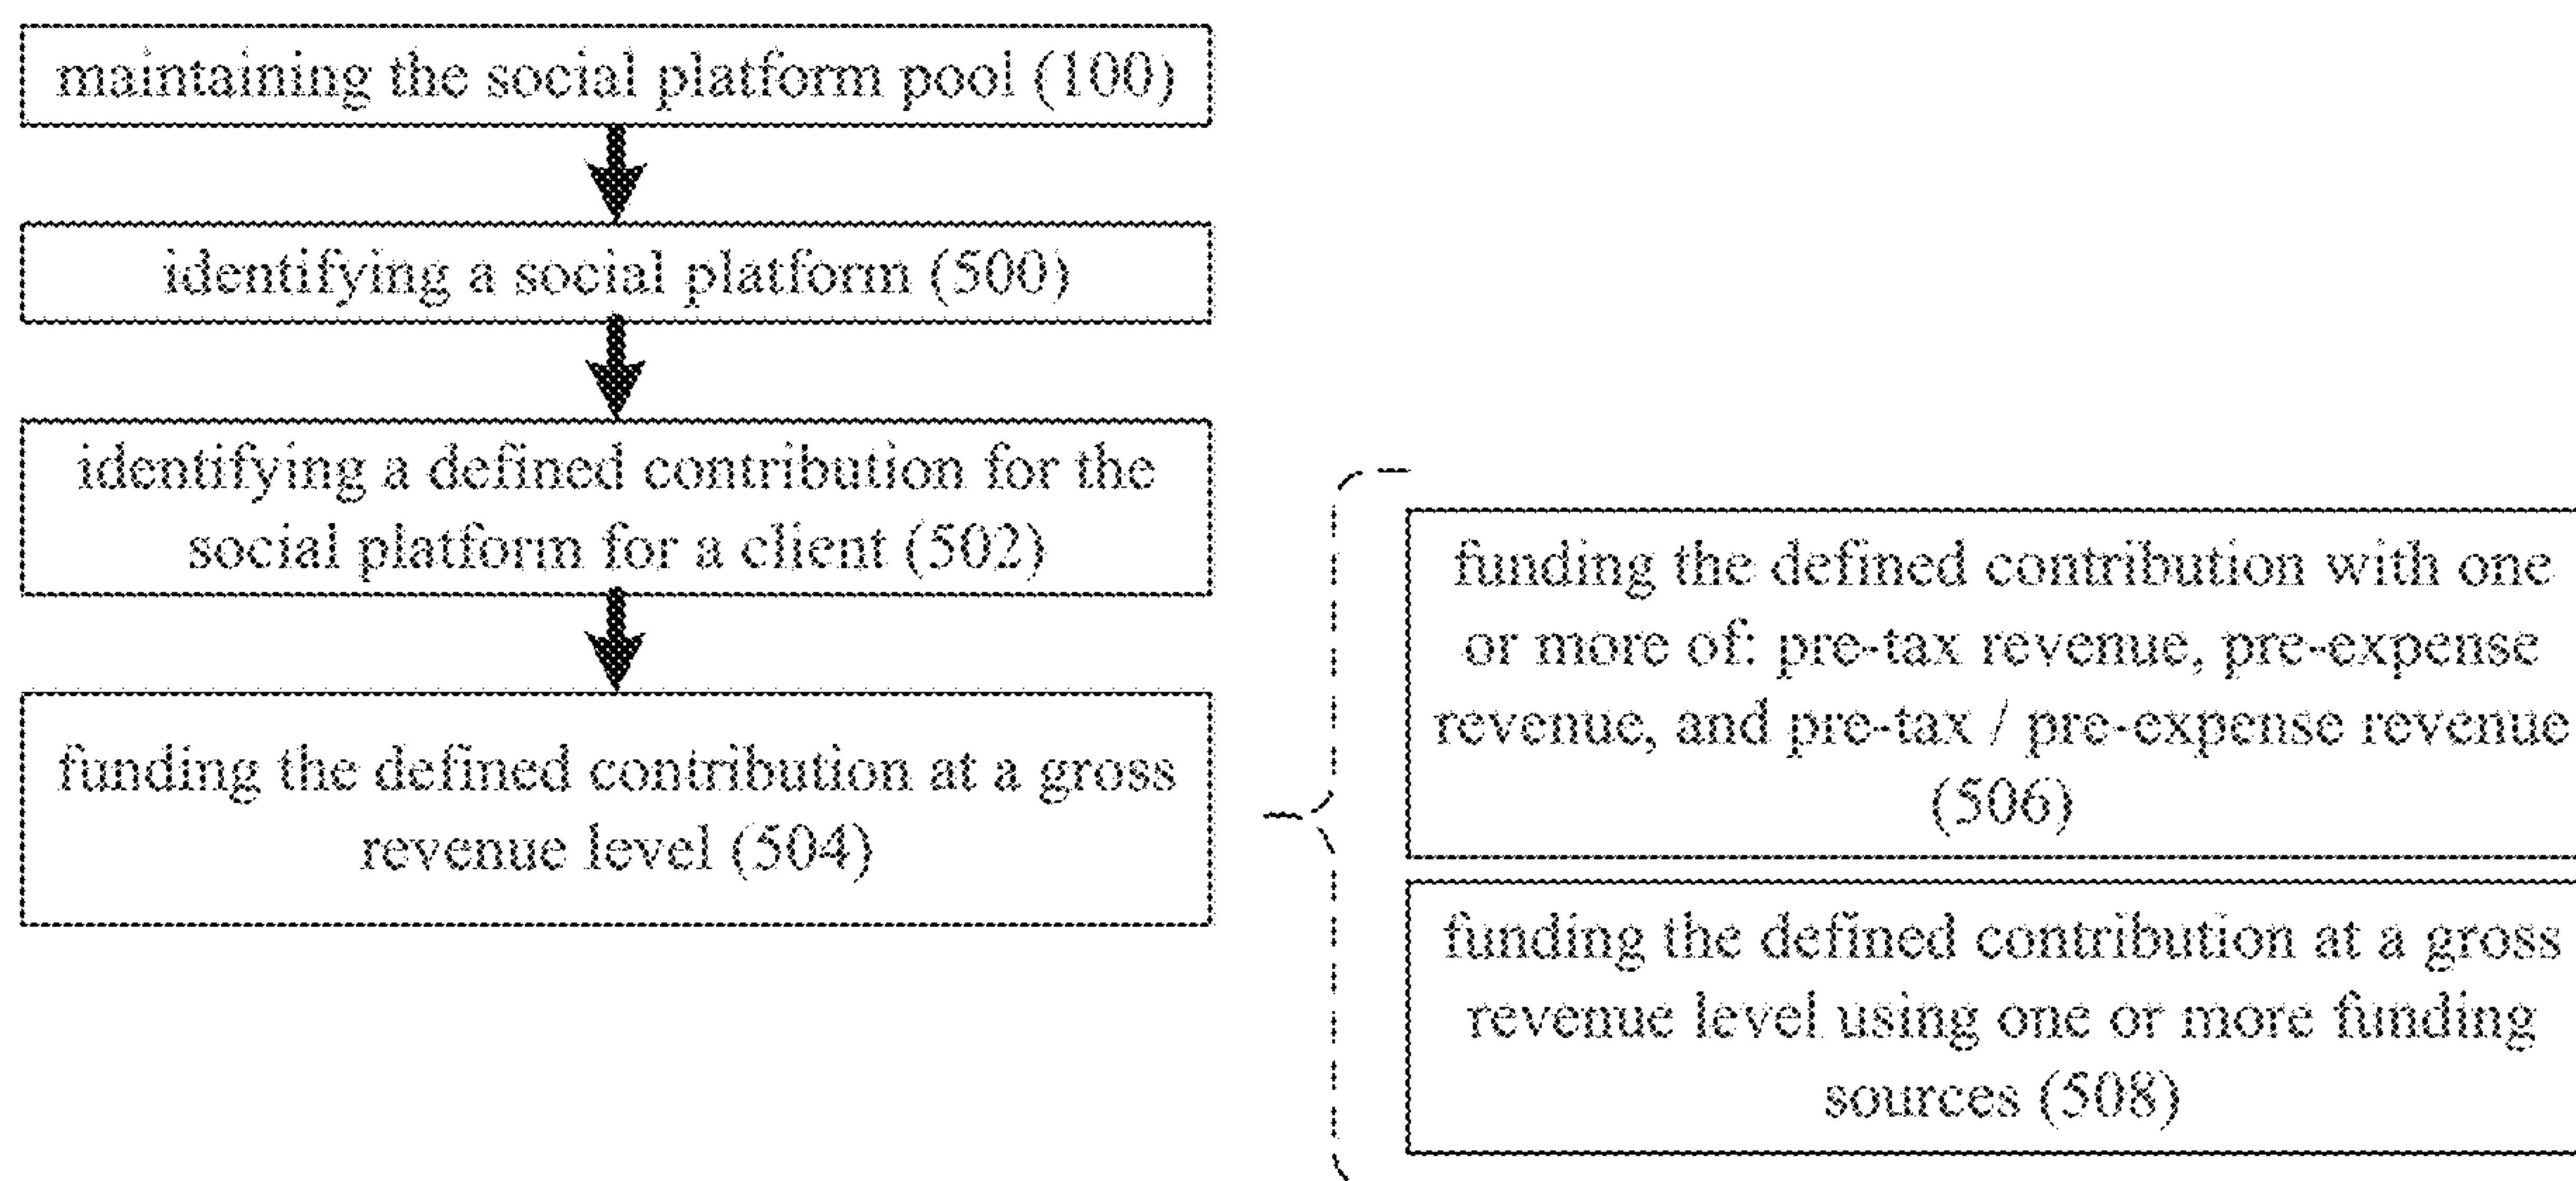 maintaining the social platform pool (100)
identifying a social platform (500)
identifying a defined contribution for the
social platform for a client (502)
funding the defined contribution at a gross
revenue level (504)
funding the defined contribution with one
or more of: pre-tax revenue, pre-expense
revenue, and pre-tax / pre-expense revenue
(506)
funding the defined contribution at a gross
revenue level using one or more funding
sources (508)